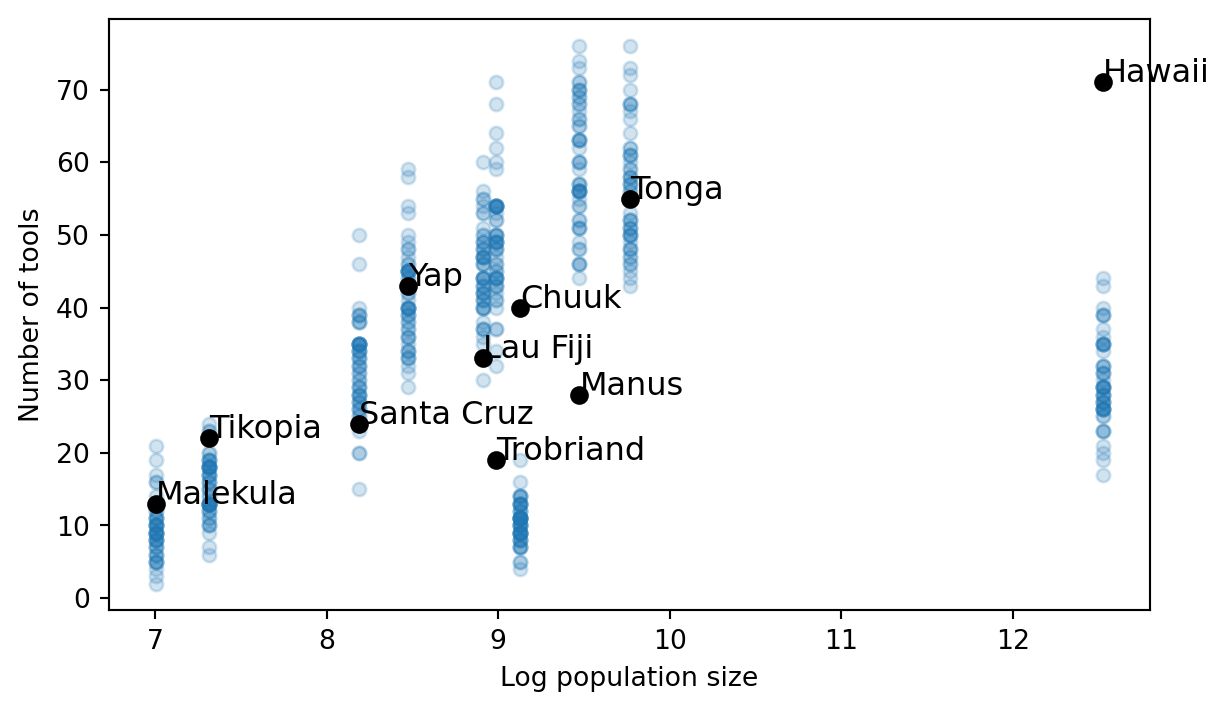 70
60
50
40
30
20
10
0
Number of tools
Hawaii
Tonga
Yap
Chuuk
Lau Fiji
Manus
Santa Cruz
Tikopia
Trobriand
Malekula
7 8 9 10 11 12
Log population size